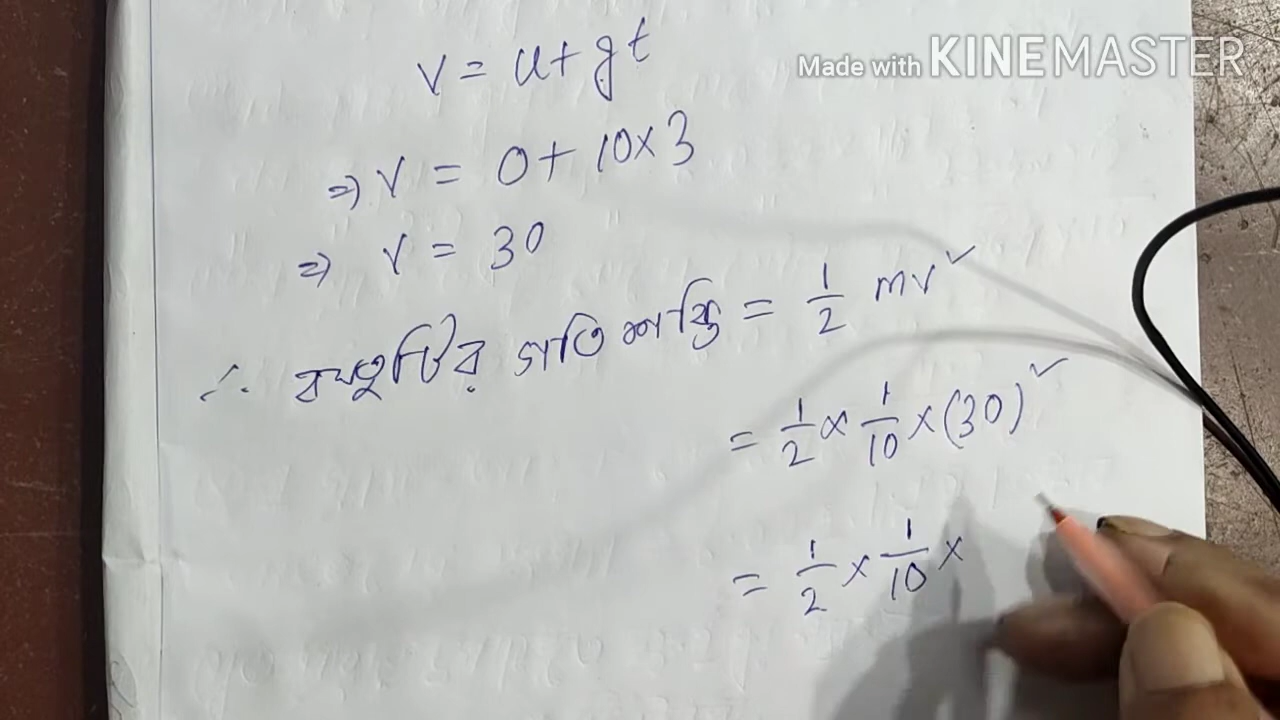 Made with KINEMASTER
v = u + gt
⇒ v = 0 + 10 × 3
⇒ v = 30
∴ বস্তুটির গতি শক্তি = 1/2 mv²
= 1/2 × 1/10 × (30)²
= 1/2 × 1/10 ×